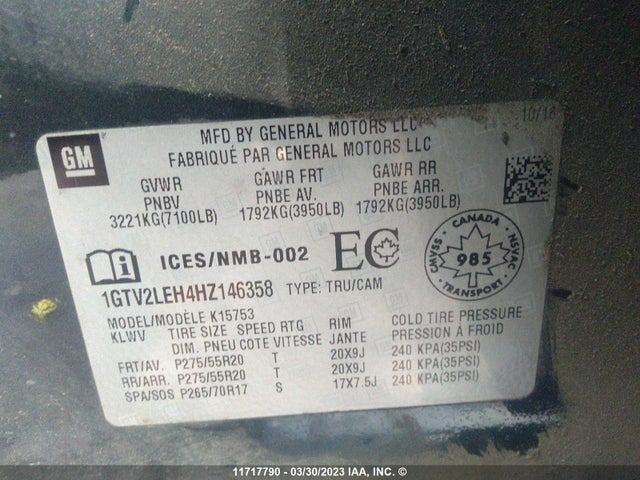 MFD BY GENERAL MOTORS LLC 10/16
GM
FABRIQUÉ PAR GENERAL MOTORS LLC
GVWR GAWR FRT GAWR RR
PNBV PNBE AV. PNBE ARR.
3221KG(7100LB) 1792KG(3950LB) 1792KG(3950LB)
ICES/NMB-002 EC
CANADA
CMVSS 985 NSVAC
TRANSPORT
1GTV2LEH4HZ146358 TYPE: TRU/CAM
MODEL/MODÈLE K15753
KLWV TIRE SIZE SPEED RTG RIM COLD TIRE PRESSURE
DIM. PNEU COTE VITESSE JANTE PRESSION À FROID
FRT/AV. P275/55R20 T 20X9J 240 KPA(35PSI)
RR/ARR. P275/55R20 T 20X9J 240 KPA(35PSI)
SPA/SOS P265/70R17 S 17X7.5J 240 KPA(35PSI)
11717790 - 03/30/2023 IAA, INC. ©